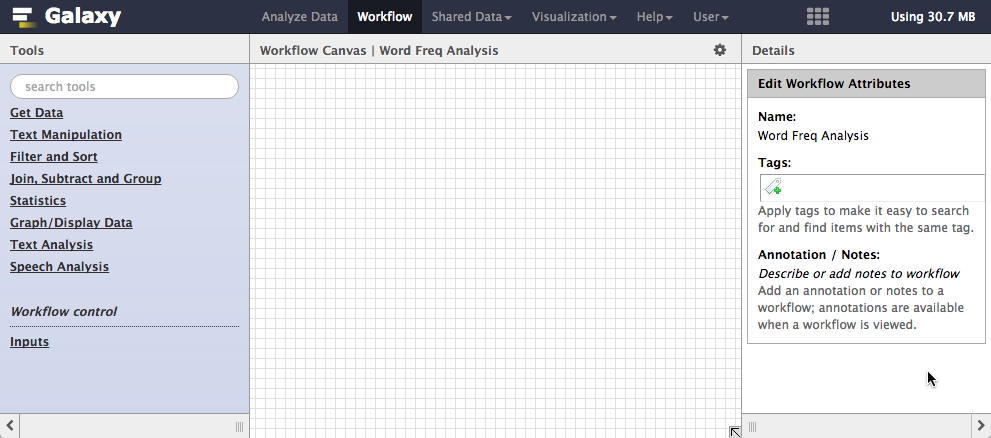 Galaxy
Analyze Data
Workflow
Shared Data
Visualization
Help
User
Using 30.7 MB
Tools
search tools
Get Data
Text Manipulation
Filter and Sort
Join, Subtract and Group
Statistics
Graph/Display Data
Text Analysis
Speech Analysis
Workflow control
Inputs
Workflow Canvas | Word Freq Analysis
Details
Edit Workflow Attributes
Name:
Word Freq Analysis
Tags:
Apply tags to make it easy to search
for and find items with the same tag.
Annotation / Notes:
Describe or add notes to workflow
Add an annotation or notes to a
workflow; annotations are available
when a workflow is viewed.